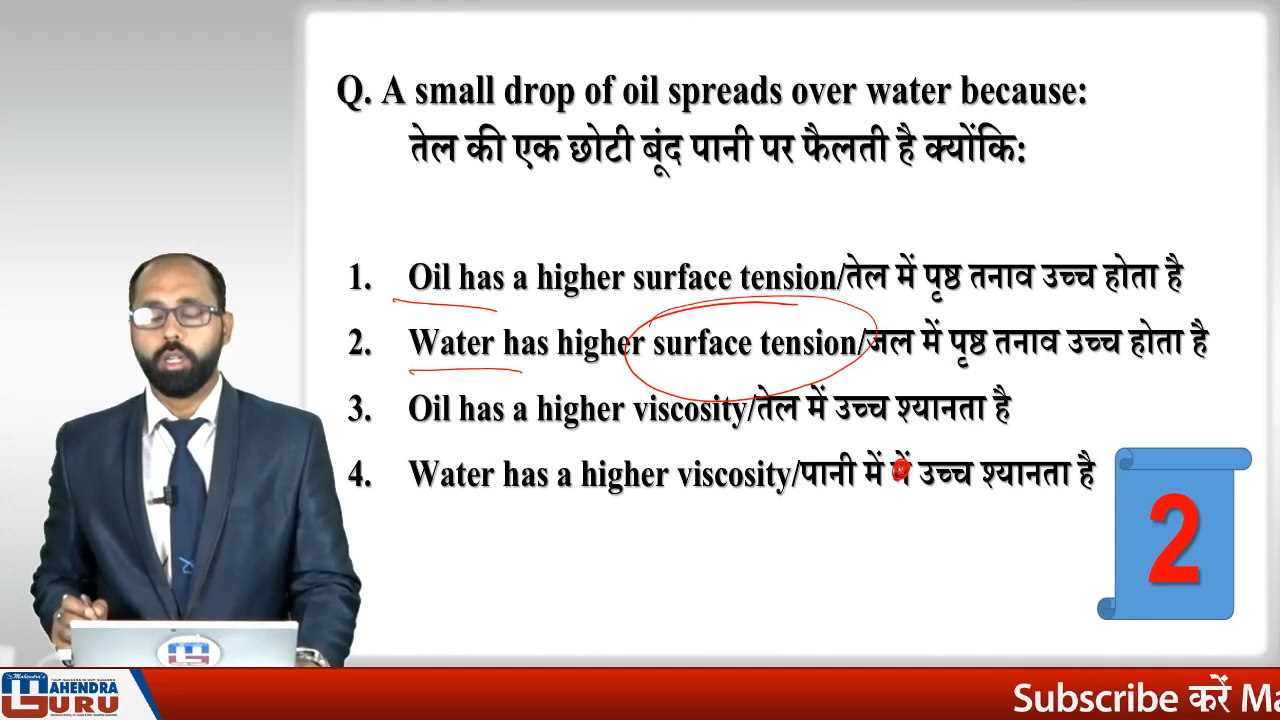 Q. A small drop of oil spreads over water because:
तेल की एक छोटी बूंद पानी पर फैलती है क्योंकि:
1. Oil has a higher surface tension/तेल में पृष्ठ तनाव उच्च होता है
2. Water has higher surface tension/जल में पृष्ठ तनाव उच्च होता है
3. Oil has a higher viscosity/तेल में उच्च श्यानता है
4. Water has a higher viscosity/पानी में में उच्च श्यानता है
2
Mahendra's
MAHENDRA
GURU
Subscribe करें Ma